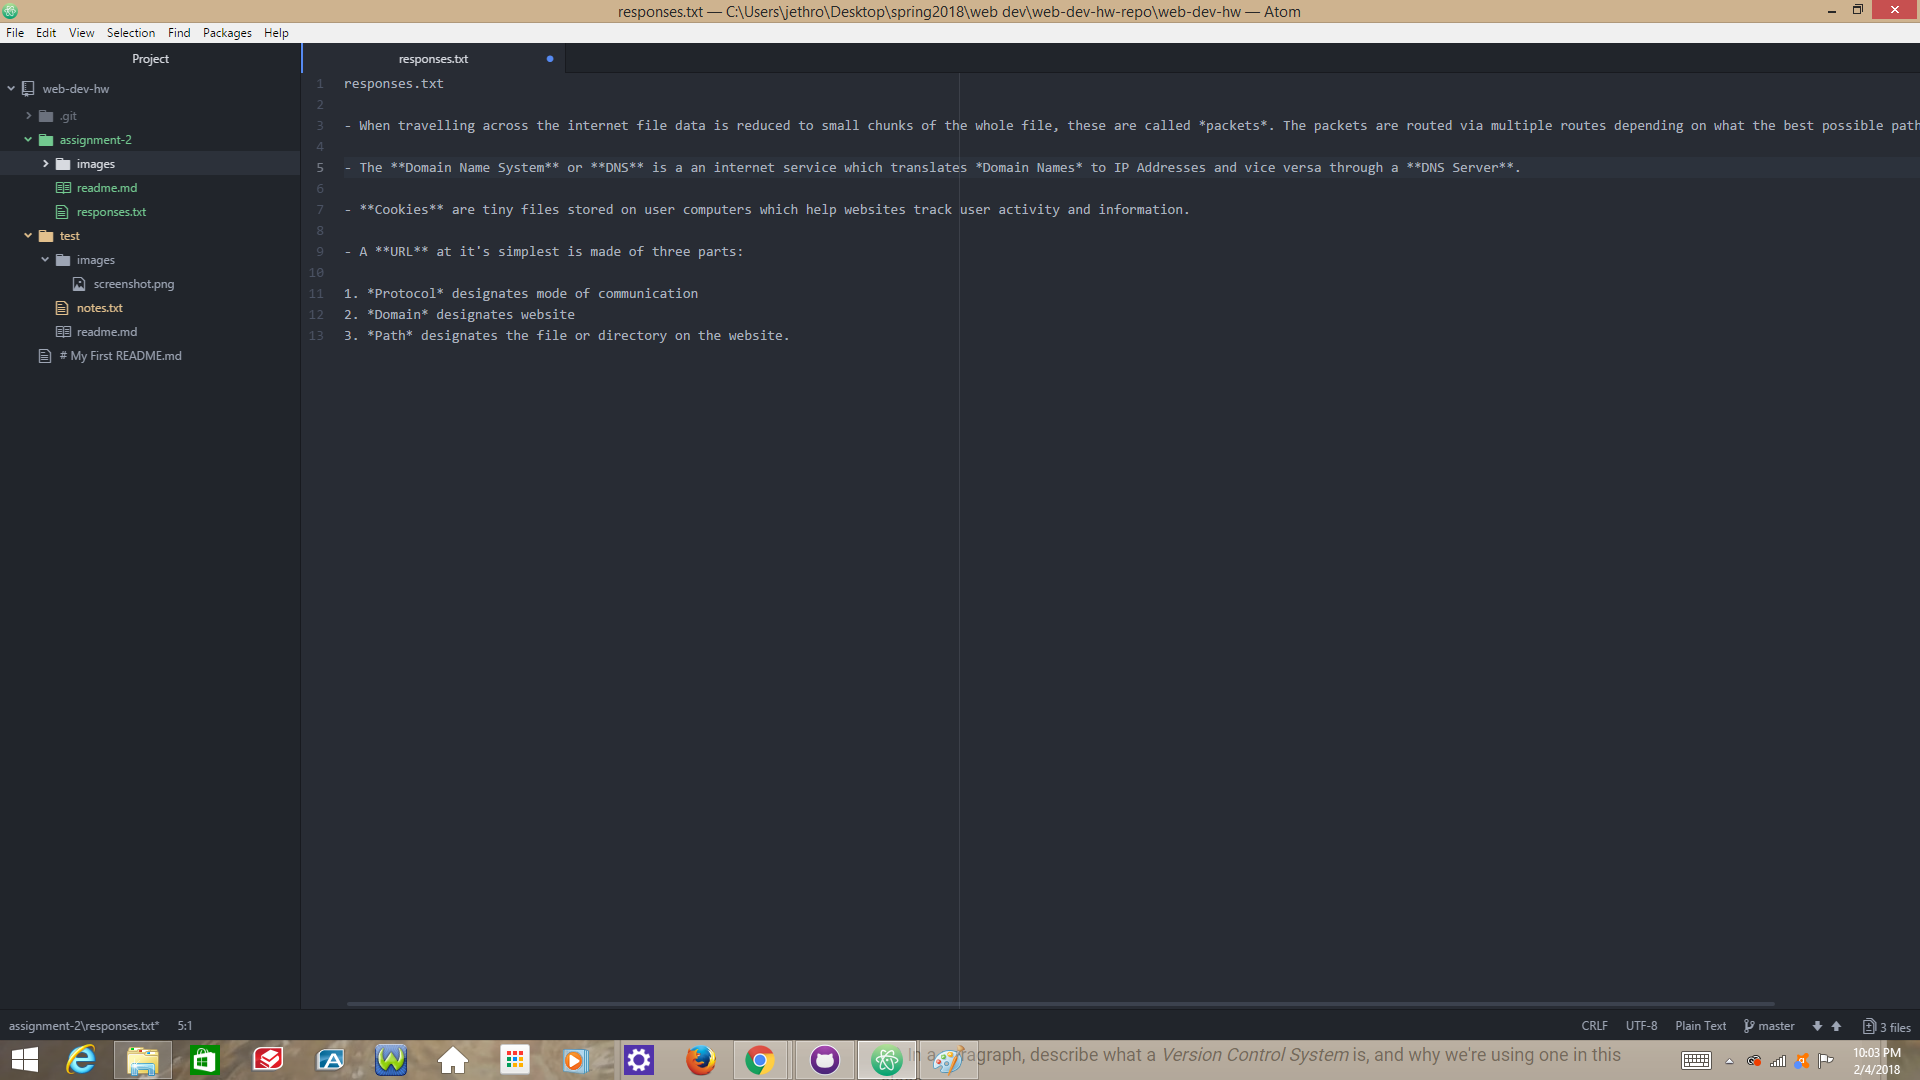 responses.txt — C:\Users\jethro\Desktop\spring2018\web dev\web-dev-hw-repo\web-dev-hw — Atom
File Edit View Selection Find Packages Help
Project
responses.txt
web-dev-hw
.git
assignment-2
images
readme.md
responses.txt
test
images
screenshot.png
notes.txt
readme.md
# My First README.md
1 responses.txt
2
3 - When travelling across the internet file data is reduced to small chunks of the whole file, these are called *packets*. The packets are routed via multiple routes depending on what the best possible path
4
5 - The **Domain Name System** or **DNS** is a an internet service which translates *Domain Names* to IP Addresses and vice versa through a **DNS Server**.
6
7 - **Cookies** are tiny files stored on user computers which help websites track user activity and information.
8
9 - A **URL** at it's simplest is made of three parts:
10
11 1. *Protocol* designates mode of communication
12 2. *Domain* designates website
13 3. *Path* designates the file or directory on the website.
assignment-2\responses.txt* 5:1 CRLF UTF-8 Plain Text master 3 files
In a ragraph, describe what a Version Control System is, and why we're using one in this
10:03 PM
2/4/2018